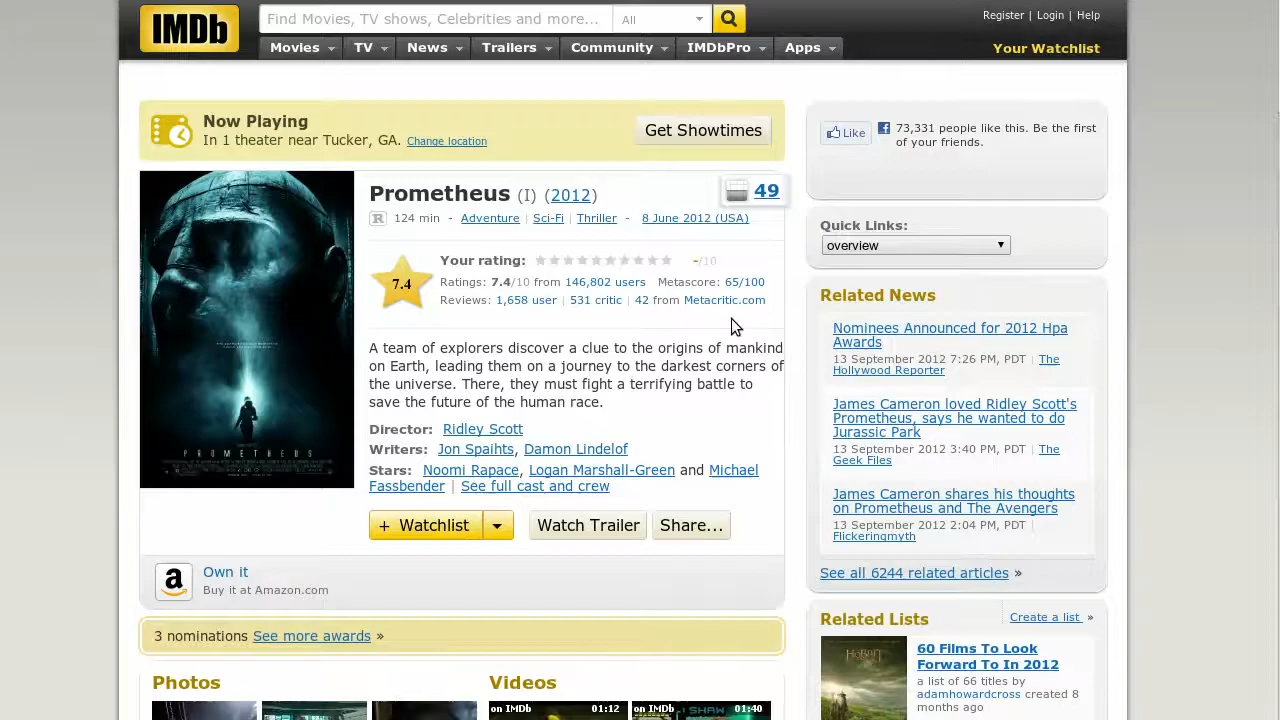 IMDb
Find Movies, TV shows, Celebrities and more...
All
Register | Login | Help
Movies
TV
News
Trailers
Community
IMDbPro
Apps
Your Watchlist
Now Playing
In 1 theater near Tucker, GA. Change location
Get Showtimes
Like
73,331 people like this. Be the first
of your friends.
Prometheus (I) (2012)
49
R 124 min - Adventure | Sci-Fi | Thriller - 8 June 2012 (USA)
7.4
Your rating: -/10
Ratings: 7.4/10 from 146,802 users Metascore: 65/100
Reviews: 1,658 user | 531 critic | 42 from Metacritic.com
A team of explorers discover a clue to the origins of mankind
on Earth, leading them on a journey to the darkest corners of
the universe. There, they must fight a terrifying battle to
save the future of the human race.
Director: Ridley Scott
Writers: Jon Spaihts, Damon Lindelof
Stars: Noomi Rapace, Logan Marshall-Green and Michael
Fassbender | See full cast and crew
+ Watchlist
Watch Trailer
Share...
PROMETHEUS
Own it
Buy it at Amazon.com
3 nominations See more awards »
Photos
Videos
on IMDb 01:12
on IMDb 01:40
Quick Links:
overview
Related News
Nominees Announced for 2012 Hpa
Awards
13 September 2012 7:26 PM, PDT | The
Hollywood Reporter
James Cameron loved Ridley Scott's
Prometheus, says he wanted to do
Jurassic Park
13 September 2012 3:40 PM, PDT | The
Geek Files
James Cameron shares his thoughts
on Prometheus and The Avengers
13 September 2012 2:04 PM, PDT |
Flickeringmyth
See all 6244 related articles »
Related Lists
Create a list »
60 Films To Look
Forward To In 2012
a list of 66 titles by
adamhowardcross created 8
months ago